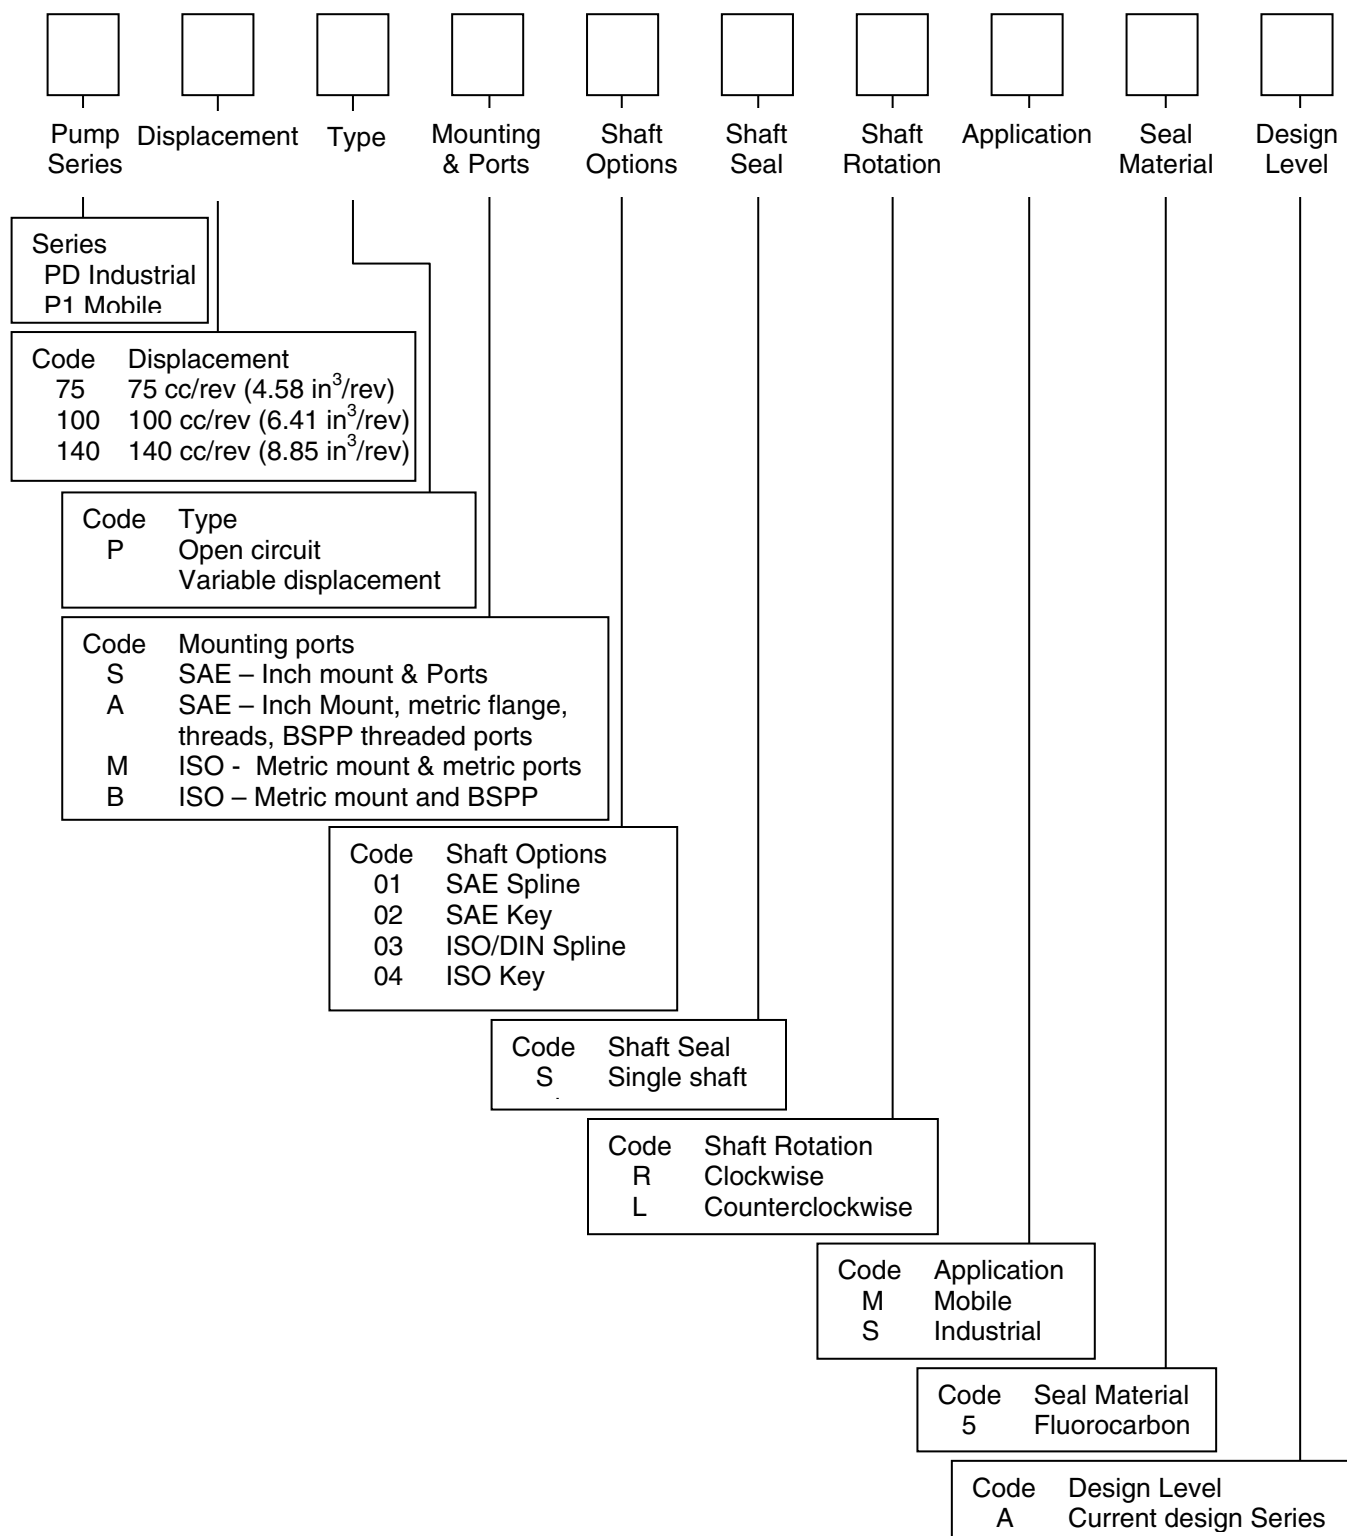 Pump Series
Displacement
Type
Mounting & Ports
Shaft Options
Shaft Seal
Shaft Rotation
Application
Seal Material
Design Level
Series
PD Industrial
P1 Mobile
Code Displacement
75 75 cc/rev (4.58 in³/rev)
100 100 cc/rev (6.41 in³/rev)
140 140 cc/rev (8.85 in³/rev)
Code Type
P Open circuit
Variable displacement
Code Mounting ports
S SAE – Inch mount & Ports
A SAE – Inch Mount, metric flange,
threads, BSPP threaded ports
M ISO - Metric mount & metric ports
B ISO – Metric mount and BSPP
Code Shaft Options
01 SAE Spline
02 SAE Key
03 ISO/DIN Spline
04 ISO Key
Code Shaft Seal
S Single shaft
Code Shaft Rotation
R Clockwise
L Counterclockwise
Code Application
M Mobile
S Industrial
Code Seal Material
5 Fluorocarbon
Code Design Level
A Current design Series